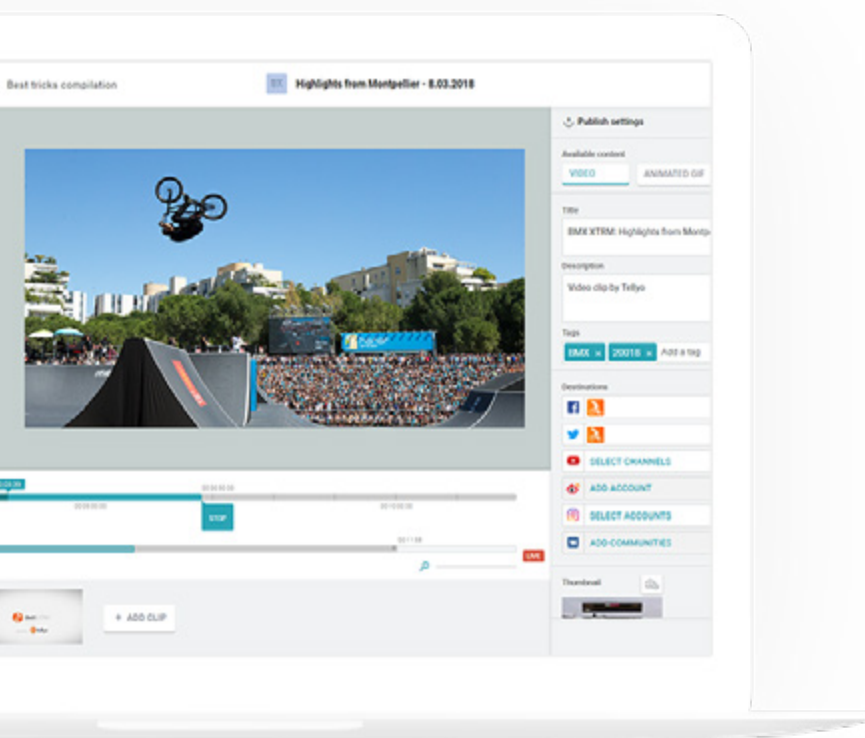 Best tricks compilation
Highlights from Montpellier - 8.03.2018
Publish settings
Available content
VIDEO
ANIMATED GIF
Title
BMX XTRM: Highlights from Montpe
Description
Video clip by Tellyo
Tags
BMX ×
20018 ×
Add a tag
Destinations
SELECT CHANNELS
ADD ACCOUNT
SELECT ACCOUNTS
ADD COMMUNITIES
STOP
LIVE
+ ADD CLIP
Thumbnail